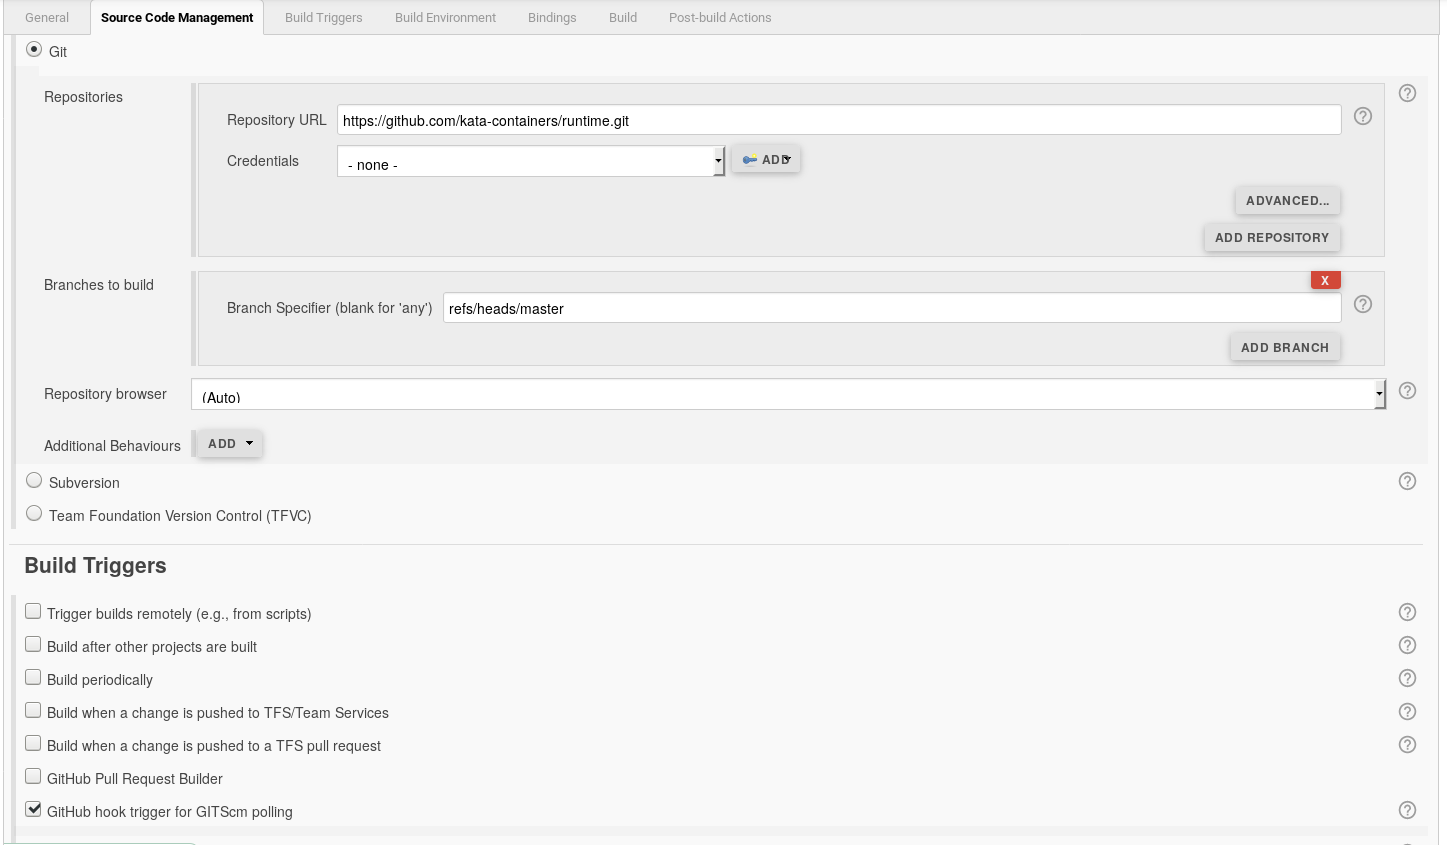 General Source Code Management Build Triggers Build Environment Bindings Build Post-build Actions
Git
Repositories
Repository URL https://github.com/kata-containers/runtime.git
Credentials - none - ADD
ADVANCED...
ADD REPOSITORY
Branches to build
X
Branch Specifier (blank for 'any') refs/heads/master
ADD BRANCH
Repository browser (Auto)
Additional Behaviours ADD
Subversion
Team Foundation Version Control (TFVC)
Build Triggers
Trigger builds remotely (e.g., from scripts)
Build after other projects are built
Build periodically
Build when a change is pushed to TFS/Team Services
Build when a change is pushed to a TFS pull request
GitHub Pull Request Builder
GitHub hook trigger for GITScm polling